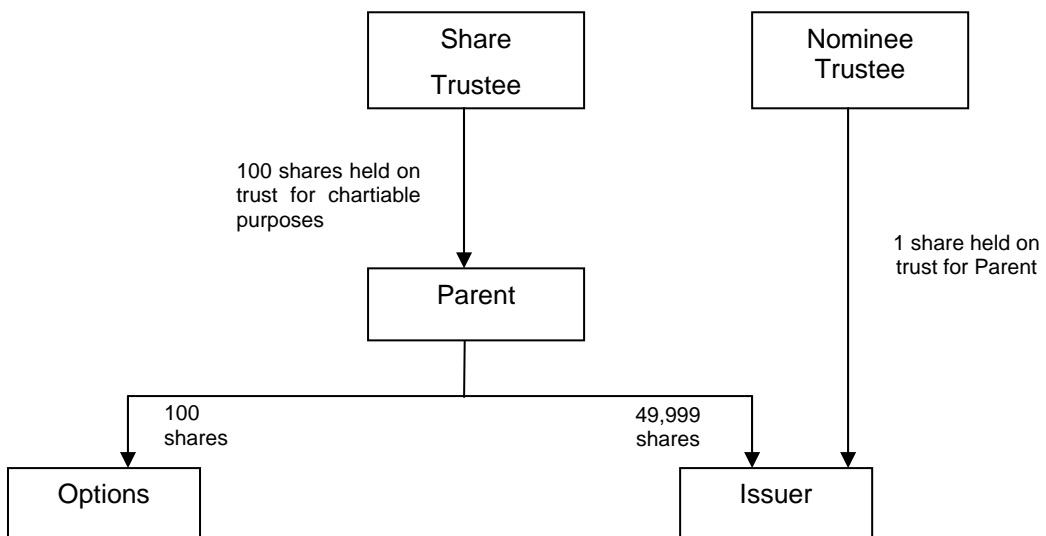 Share
Trustee
Nominee
Trustee
100 shares held on
trust for chartiable
purposes
1 share held on
trust for Parent
Parent
100
shares
49,999
shares
Options
Issuer